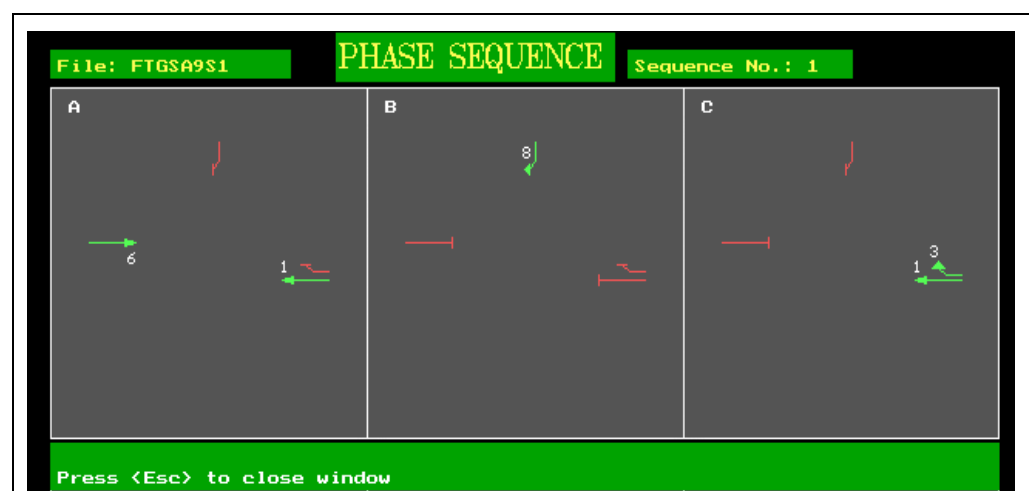 PHASE SEQUENCE
File: FTGSA9S1
Sequence No.: 1
A
B
C
8
6
1
3
1
Press <Esc> to close window